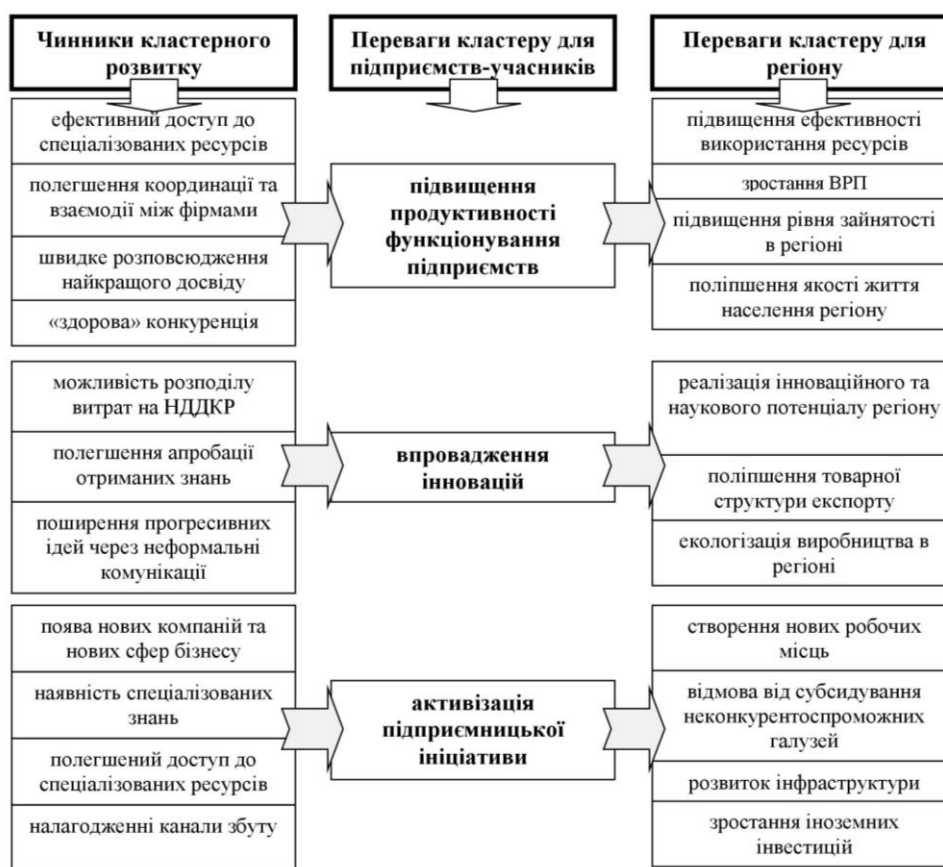 Чинники кластерного
розвитку
Переваги кластеру для
підприємств-учасників
Переваги кластеру для
регіону
ефективний доступ до
спеціалізованих ресурсів
полегшення координації та
взаємодії між фірмами
швидке розповсюдження
найкращого досвіду
«здорова» конкуренція
підвищення
продуктивності
функціонування
підприємств
підвищення ефективності
використання ресурсів
зростання ВРП
підвищення рівня зайнятості
в регіоні
поліпшення якості життя
населення регіону
можливість розподілу
витрат на НДДКР
полегшення апробації
отриманих знань
поширення прогресивних
ідей через неформальні
комунікації
впровадження
інновацій
реалізація інноваційного та
наукового потенціалу регіону
поліпшення товарної
структури експорту
екологізація виробництва в
регіоні
поява нових компаній та
нових сфер бізнесу
наявність спеціалізованих
знань
полегшений доступ до
спеціалізованих ресурсів
налагодженні канали збуту
активізація
підприємницької
ініціативи
створення нових робочих
місць
відмова від субсидування
неконкурентоспроможних
галузей
розвиток інфраструктури
зростання іноземних
інвестицій